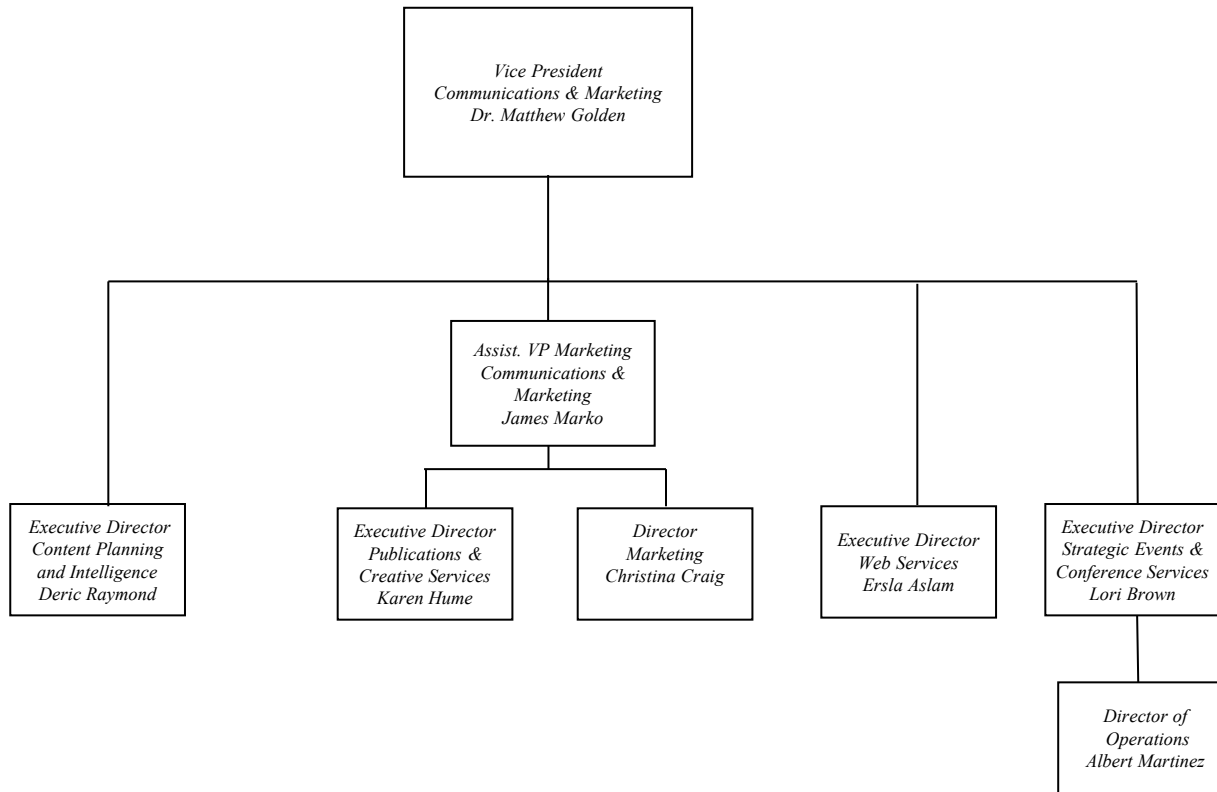 Vice President
Communications & Marketing
Dr. Matthew Golden
Assist. VP Marketing
Communications &
Marketing
James Marko
Executive Director
Content Planning
and Intelligence
Deric Raymond
Executive Director
Publications &
Creative Services
Karen Hume
Director
Marketing
Christina Craig
Executive Director
Web Services
Ersla Aslam
Executive Director
Strategic Events &
Conference Services
Lori Brown
Director of
Operations
Albert Martinez